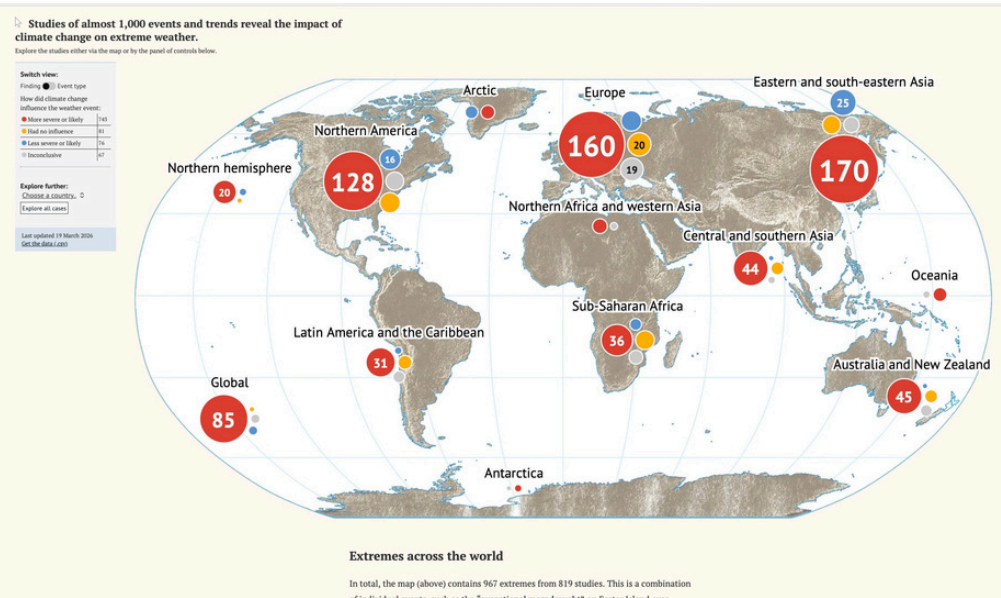 Studies of almost 1,000 events and trends reveal the impact of
climate change on extreme weather.
Explore the studies either via the map or by the panel of controls below.
Switch view:
Finding Event type
How did climate change
influence the weather event:
More severe or likely 743
Had no influence 81
Less severe or likely 76
Inconclusive 67
Explore further:
Choose a country..
Explore all cases
Last updated 19 March 2026
Get the data (.csv)
Arctic
Europe
160
20
19
Eastern and south-eastern Asia
25
170
Northern America
16
128
Northern hemisphere
20
Northern Africa and western Asia
Central and southern Asia
44
Oceania
Sub-Saharan Africa
36
Latin America and the Caribbean
31
Australia and New Zealand
45
Global
85
Antarctica
Extremes across the world
In total, the map (above) contains 967 extremes from 819 studies. This is a combination